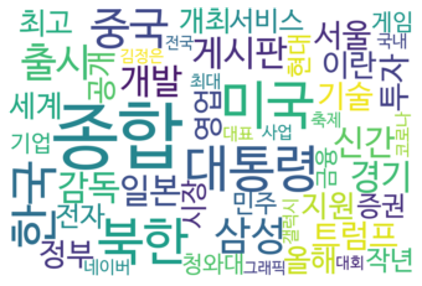 최고 중국 개최서비스 게임
출시 공개 김정은 전국 게시판 현대 서울 국내
세계 개발 영업 최대 미국 이란 투자
기업 종합 대표 사업 기술 축제 코로나
한국 감독 일본 시장 대통령 금융 신간 경기
전자 북한 민주 삼성 갤럭시 지원 증권
정부 네이버 청와대 그래픽 올해 트럼프 대회 작년